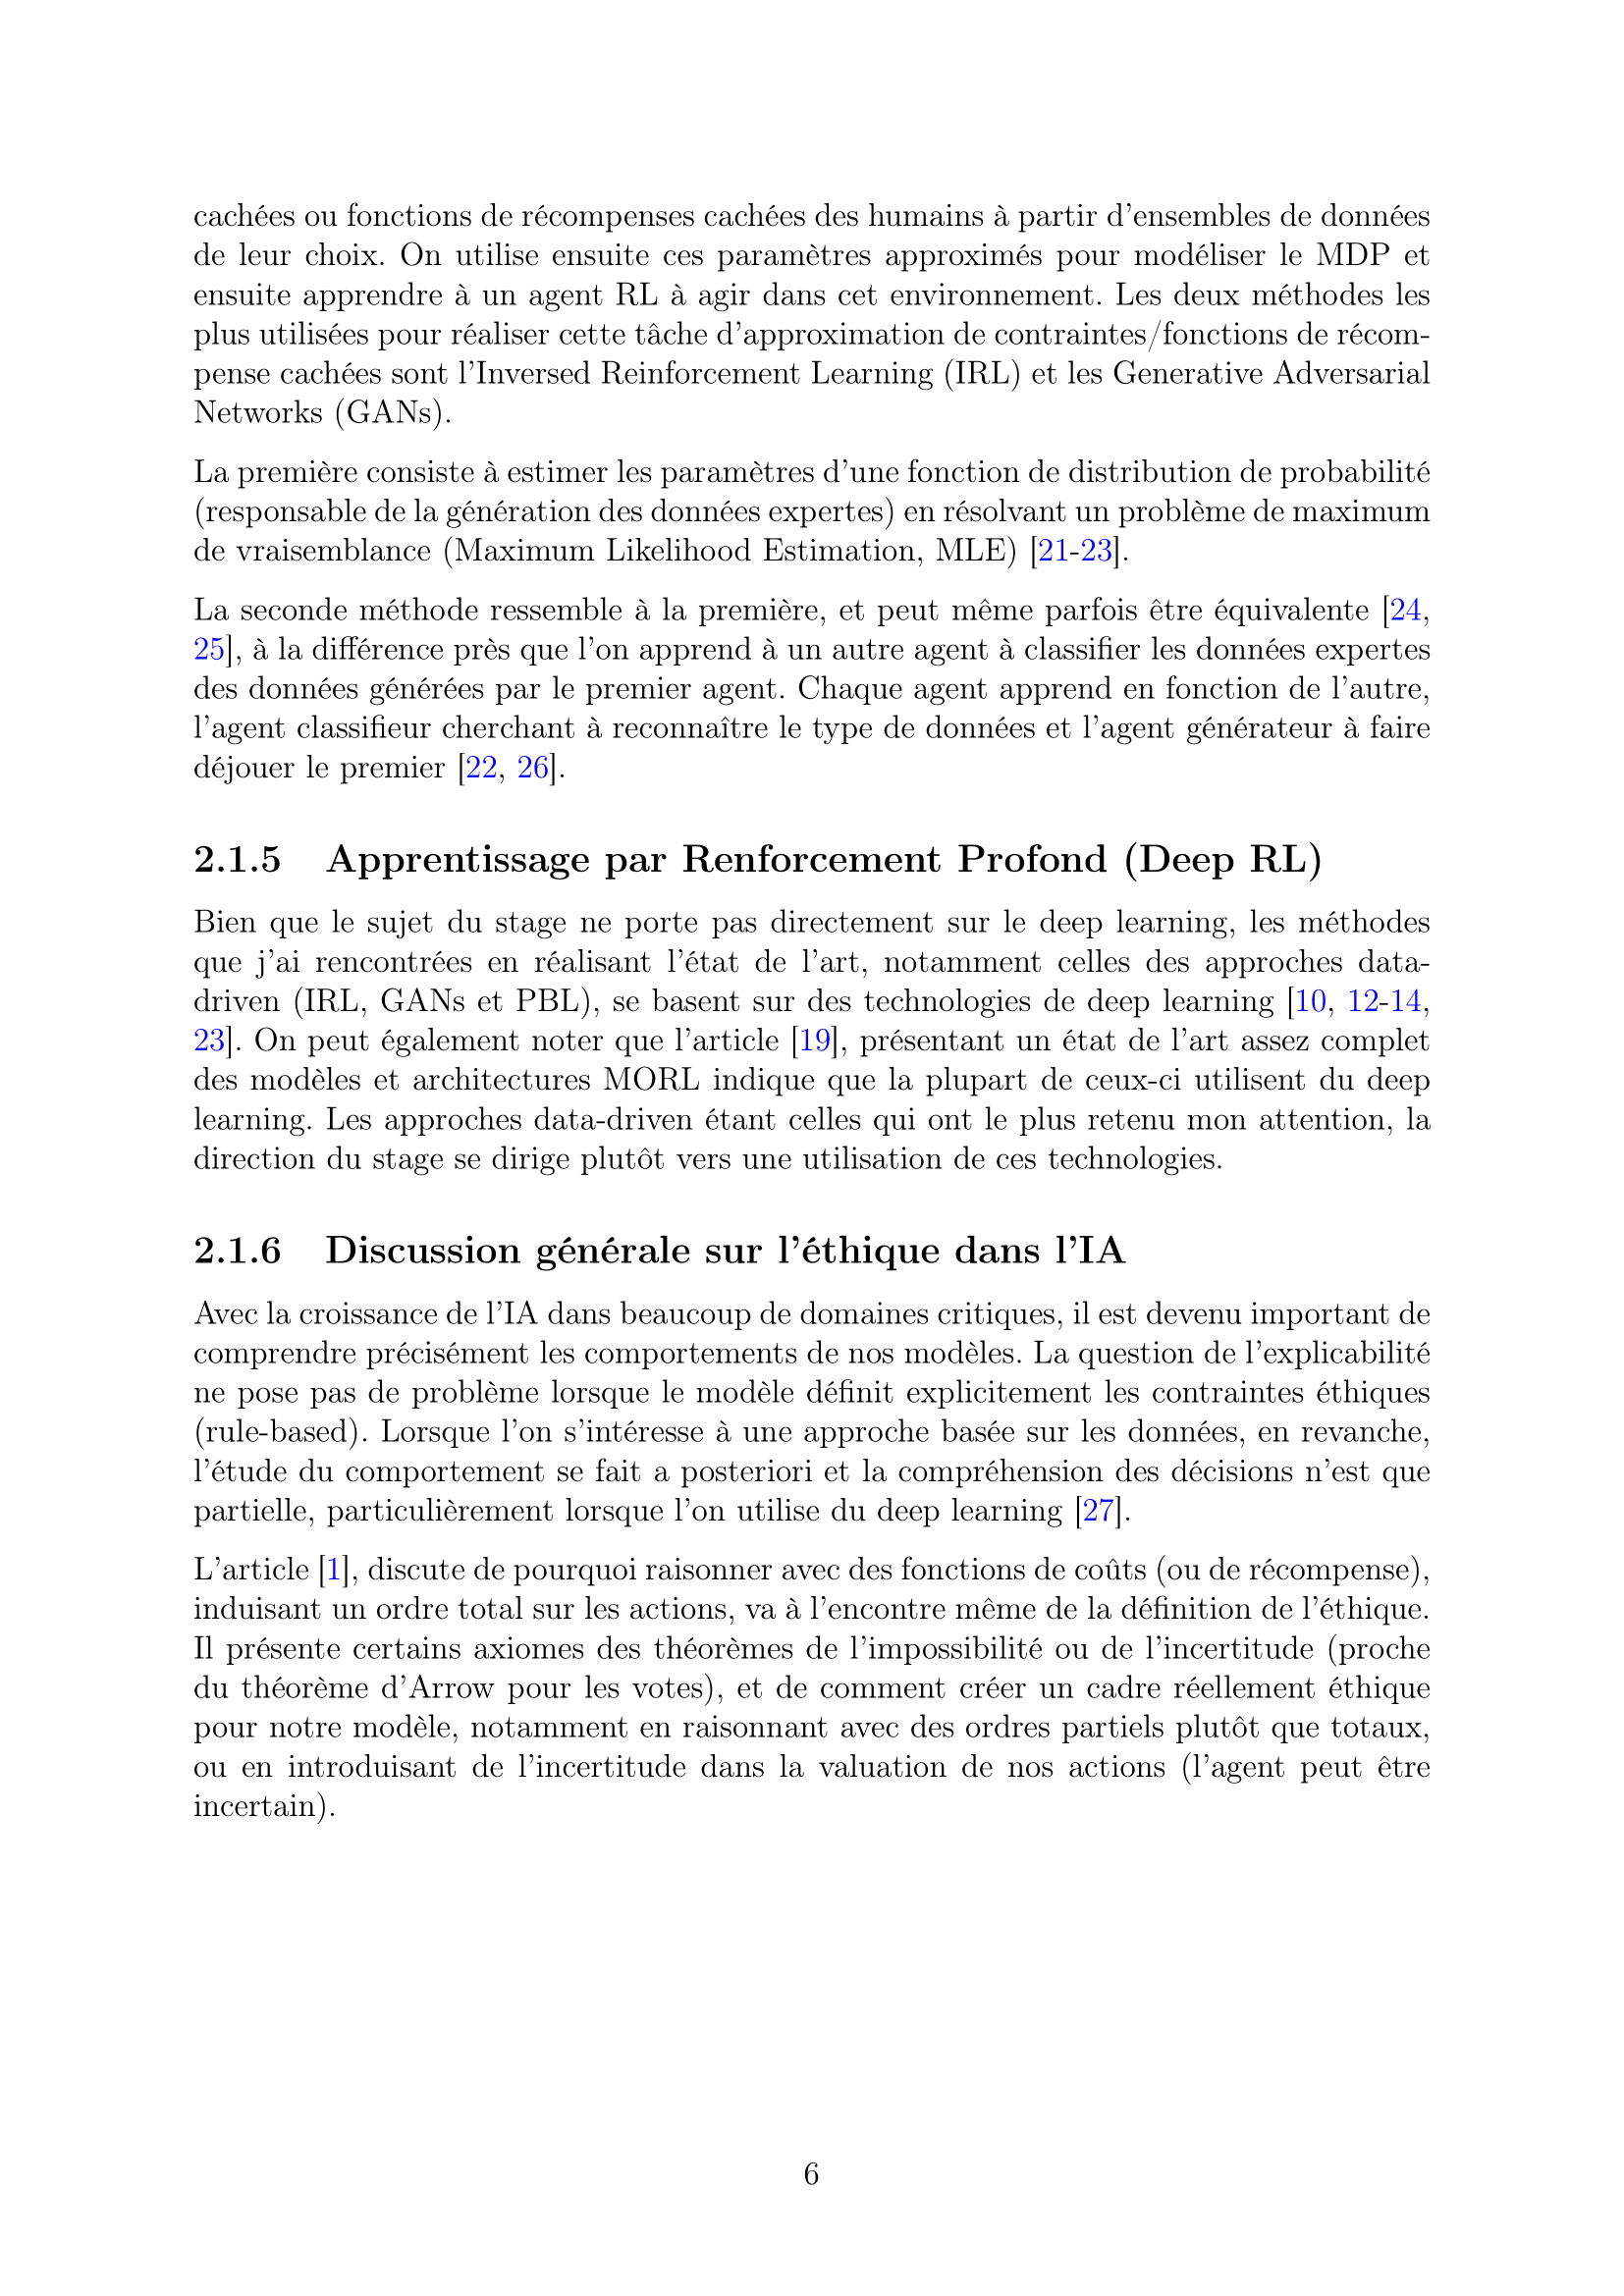 cachées ou fonctions de récompenses cachées des humains à partir d'ensembles de données
de leur choix. On utilise ensuite ces paramètres approximés pour modéliser le MDP et
ensuite apprendre à un agent RL à agir dans cet environnement. Les deux méthodes les
plus utilisées pour réaliser cette tâche d'approximation de contraintes/fonctions de récom-
pense cachées sont l'Inversed Reinforcement Learning (IRL) et les Generative Adversarial
Networks (GANs).
La première consiste à estimer les paramètres d'une fonction de distribution de probabilité
(responsable de la génération des données expertes) en résolvant un problème de maximum
de vraisemblance (Maximum Likelihood Estimation, MLE) [21-23].
La seconde méthode ressemble à la première, et peut même parfois être équivalente [24,
25], à la différence près que l'on apprend à un autre agent à classifier les données expertes
des données générées par le premier agent. Chaque agent apprend en fonction de l'autre,
l'agent classifieur cherchant à reconnaître le type de données et l'agent générateur à faire
déjouer le premier [22, 26].
2.1.5 Apprentissage par Renforcement Profond (Deep RL)
Bien que le sujet du stage ne porte pas directement sur le deep learning, les méthodes
que j'ai rencontrées en réalisant l'état de l'art, notamment celles des approches data-
driven (IRL, GANs et PBL), se basent sur des technologies de deep learning [10, 12-14,
23]. On peut également noter que l'article [19], présentant un état de l'art assez complet
des modèles et architectures MORL indique que la plupart de ceux-ci utilisent du deep
learning. Les approches data-driven étant celles qui ont le plus retenu mon attention, la
direction du stage se dirige plutôt vers une utilisation de ces technologies.
2.1.6 Discussion générale sur l'éthique dans l'IA
Avec la croissance de l'IA dans beaucoup de domaines critiques, il est devenu important de
comprendre précisément les comportements de nos modèles. La question de l'explicabilité
ne pose pas de problème lorsque le modèle définit explicitement les contraintes éthiques
(rule-based). Lorsque l'on s'intéresse à une approche basée sur les données, en revanche,
l'étude du comportement se fait a posteriori et la compréhension des décisions n'est que
partielle, particulièrement lorsque l'on utilise du deep learning [27].
L'article [1], discute de pourquoi raisonner avec des fonctions de coûts (ou de récompense),
induisant un ordre total sur les actions, va à l'encontre même de la définition de l'éthique.
Il présente certains axiomes des théorèmes de l'impossibilité ou de l'incertitude (proche
du théorème d'Arrow pour les votes), et de comment créer un cadre réellement éthique
pour notre modèle, notamment en raisonnant avec des ordres partiels plutôt que totaux,
ou en introduisant de l'incertitude dans la valuation de nos actions (l'agent peut être
incertain).
6